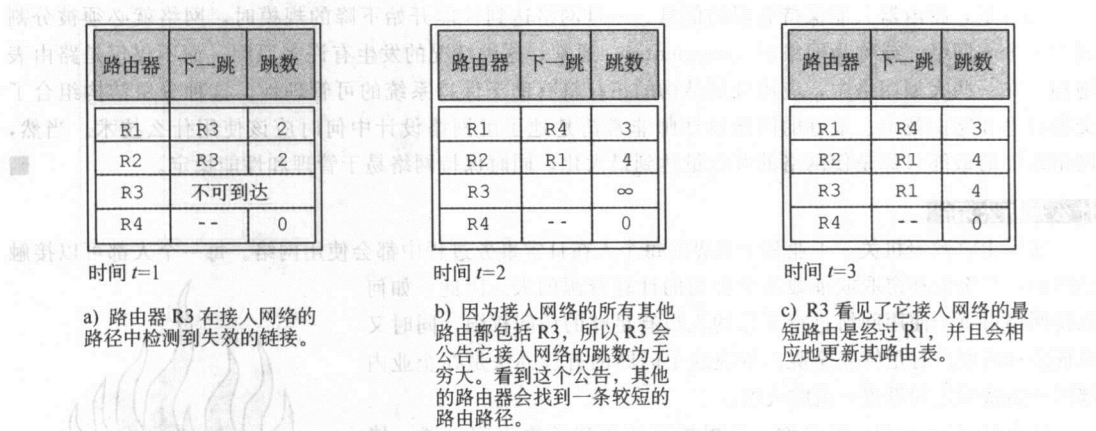 路由器 下一跳 跳数
R1 R3 2
R2 R3 2
R3 不可到达
R4 -- 0
时间 t=1
a) 路由器 R3 在接入网络的
路径中检测到失效的链接。
路由器 下一跳 跳数
R1 R4 3
R2 R1 4
R3 ∞
R4 -- 0
时间 t=2
b) 因为接入网络的所有其他
路由都包括 R3，所以 R3 会
公告它接入网络的跳数为无
穷大。看到这个公告，其他
的路由器会找到一条较短的
路由路径。
路由器 下一跳 跳数
R1 R4 3
R2 R1 4
R3 R1 4
R4 -- 0
时间 t=3
c) R3 看见了它接入网络的最
短路由是经过 R1，并且会相
应地更新其路由表。